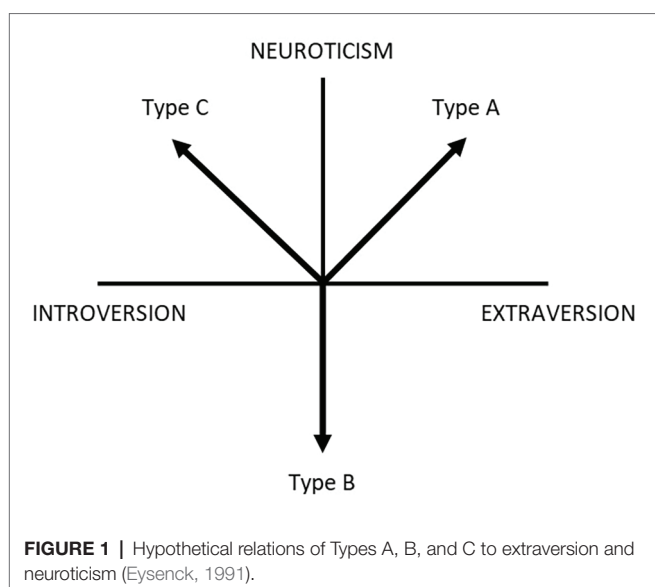 NEUROTICISM
Type C
Type A
INTROVERSION
EXTRAVERSION
Type B
FIGURE 1 | Hypothetical relations of Types A, B, and C to extraversion and
neuroticism (Eysenck, 1991).